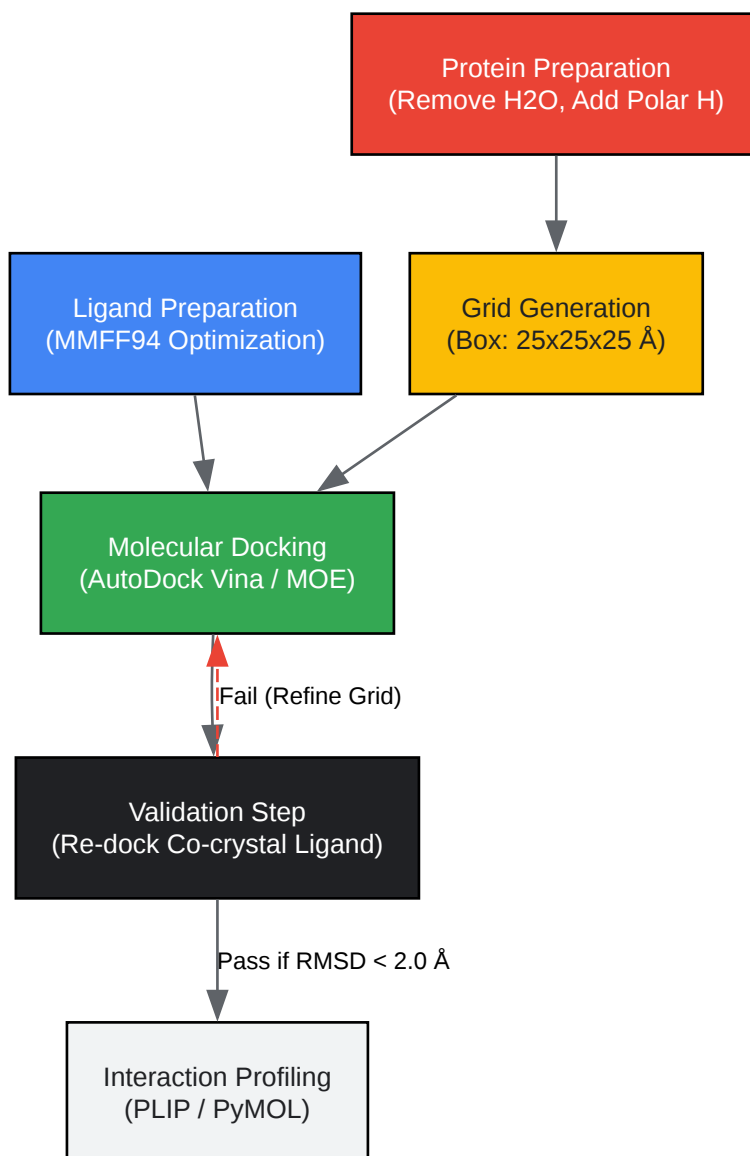 Protein Preparation
(Remove H2O, Add Polar H)
Ligand Preparation
(MMFF94 Optimization)
Grid Generation
(Box: 25x25x25 Å)
Molecular Docking
(AutoDock Vina / MOE)
Fail (Refine Grid)
Validation Step
(Re-dock Co-crystal Ligand)
Pass if RMSD < 2.0 Å
Interaction Profiling
(PLIP / PyMOL)